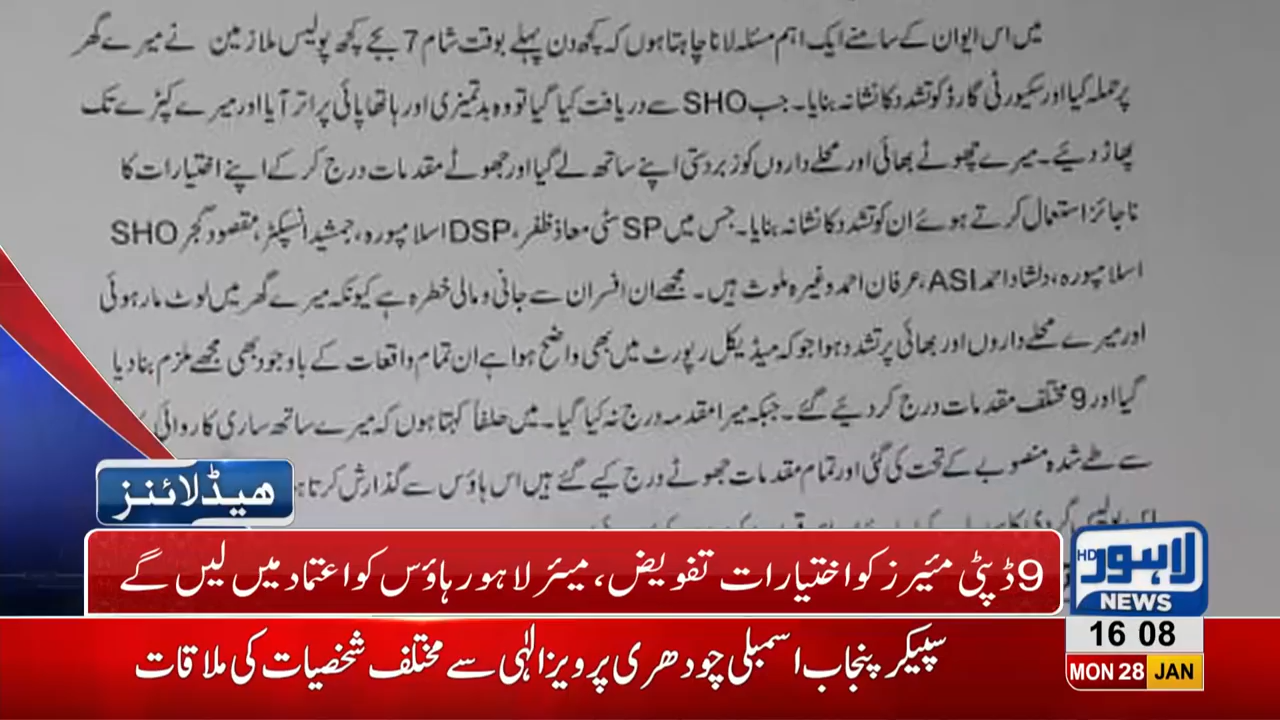 میں اس ایوان کے سامنے ایک اہم مسئلہ لانا چاہتا ہوں کہ کچھ دن پہلے بوقت شام 7 بجے کچھ پولیس ملازمین نے میرے گھر
پر حملہ کیا اور سکیورٹی گارڈ کو تشدد کا نشانہ بنایا۔ جب SHO سے دریافت کیا گیا تو وہ بدتمیزی اور ہاتھا پائی پر اتر آیا اور میرے کپڑے تک
پھاڑ دیئے۔ میرے چھوٹے بھائی اور محلے داروں کو زبردستی اپنے ساتھ لے گیا اور جھوٹے مقدمات درج کر کے اپنے اختیارات کا
ناجائز استعمال کرتے ہوئے ان کو تشدد کا نشانہ بنایا۔ جس میں SP سٹی معاذ ظفر، DSP اسلامپورہ، جمشید انسپکٹر، مقصود گجر SHO
اسلامپورہ، دلشاد احمد ASI، عرفان احمد وغیرہ ملوث ہیں۔ مجھے ان افسران سے جانی و مالی خطرہ ہے کیونکہ میرے گھر میں لوٹ مار ہوئی
اور میرے محلے داروں اور بھائی پر تشدد ہوا جو کہ میڈیکل رپورٹ میں بھی واضح ہوا ہے ان تمام واقعات کے باوجود بھی مجھے ملزم بنا دیا
گیا اور 9 مختلف مقدمات درج کر دیئے گئے۔ جبکہ میرا مقدمہ درج نہ کیا گیا۔ میں حلفاً کہتا ہوں کہ میرے ساتھ ساری کاروائی
سے طے شدہ منصوبے کے تحت کی گئی اور تمام مقدمات جھوٹے درج کیے گئے ہیں اس ہاؤس سے گذارش کرتا
ھیڈلائنز
9 ڈپٹی مئیرز کو اختیارات تفویض، میئر لاہور ہاؤس کو اعتماد میں لیں گے
لاہور HD
NEWS
سپیکر پنجاب اسمبلی چودھری پرویز الٰہی سے مختلف شخصیات کی ملاقات
16 08
MON 28 JAN